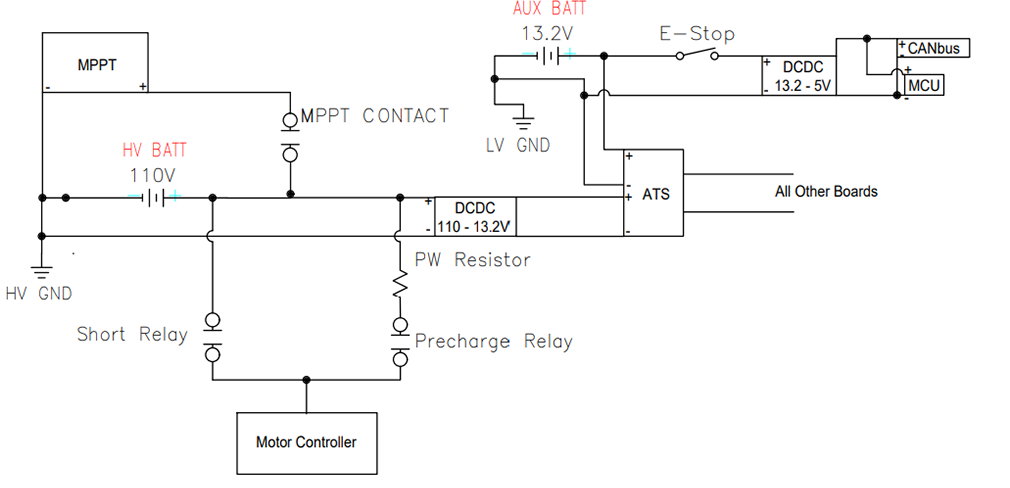 AUX BATT
13.2V
E-Stop
- +
MPPT
- +
+ CANbus
-
+ DCDC
- 13.2 - 5V
+
MCU
-
MPPT CONTACT
LV GND
HV BATT
110V
- +
+
-
+ ATS
-
All Other Boards
+ DCDC
- 110 - 13.2V
PW Resistor
HV GND
Short Relay
Precharge Relay
Motor Controller